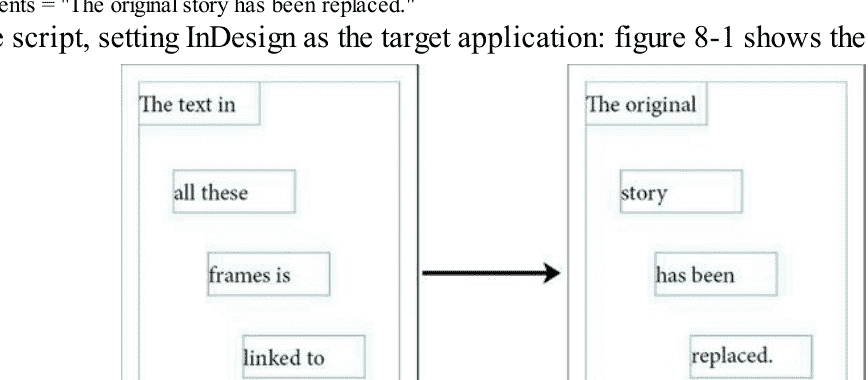 ents = "The original story has been replaced."
e script, setting InDesign as the target application: figure 8-1 shows the
The text in
all these
frames is
linked to
The original
story
has been
replaced.